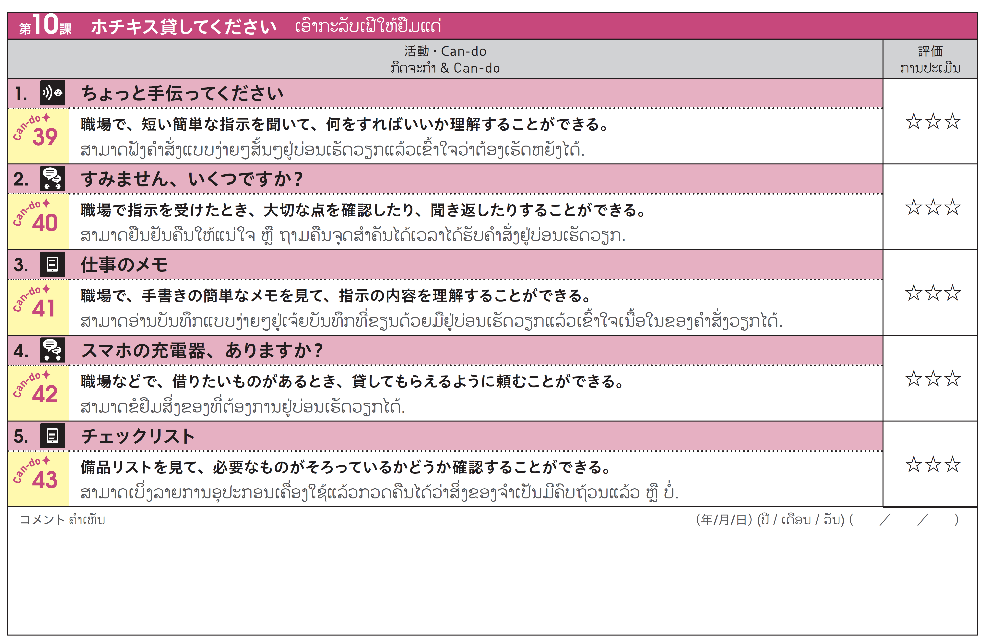 第10課 ホチキス貸してください ເອົາກະລັບເຟີໃຫ້ຢືມແດ່
活動・Can-do
ກິດຈະກຳ & Can-do
評価
ການປະເມີນ
1. ちょっと手伝ってください
Can-do 39
職場で、短い簡単な指示を聞いて、何をすればいいか理解することができる。
ສາມາດຟັງຄຳສັ່ງແບບງ່າຍໆສັ້ນໆຢູ່ບ່ອນເຮັດວຽກແລ້ວເຂົ້າໃຈວ່າຕ້ອງເຮັດຫຍັງໄດ້.
☆☆☆
2. すみません、いくつですか?
Can-do 40
職場で指示を受けたとき、大切な点を確認したり、聞き返したりすることができる。
ສາມາດຢືນຢັນຄືນໃຫ້ແນ່ໃຈ ຫຼື ຖາມຄືນຈຸດສຳຄັນໄດ້ເວລາໄດ້ຮັບຄຳສັ່ງຢູ່ບ່ອນເຮັດວຽກ.
☆☆☆
3. 仕事のメモ
Can-do 41
職場で、手書きの簡単なメモを見て、指示の内容を理解することができる。
ສາມາດອ່ານບັນທຶກແບບງ່າຍໆຢູ່ເຈ້ຍບັນທຶກທີ່ຂຽນດ້ວຍມືຢູ່ບ່ອນເຮັດວຽກແລ້ວເຂົ້າໃຈເນື້ອໃນຂອງຄຳສັ່ງວຽກໄດ້.
☆☆☆
4. スマホの充電器、ありますか?
Can-do 42
職場などで、借りたいものがあるとき、貸してもらえるように頼むことができる。
ສາມາດຂໍຢືມສິ່ງຂອງທີ່ຕ້ອງການຢູ່ບ່ອນເຮັດວຽກໄດ້.
☆☆☆
5. チェックリスト
Can-do 43
備品リストを見て、必要なものがそろっているかどうか確認することができる。
ສາມາດເບິ່ງລາຍການອຸປະກອນເຄື່ອງໃຊ້ແລ້ວກວດຄືນໄດ້ວ່າສິ່ງຂອງຈຳເປັນມີຄົບຖ້ວນແລ້ວ ຫຼື ບໍ່.
☆☆☆
コメント ຄຳເຫັນ
(年/月/日) (ປີ / ເດືອນ / ວັນ) ( / / )